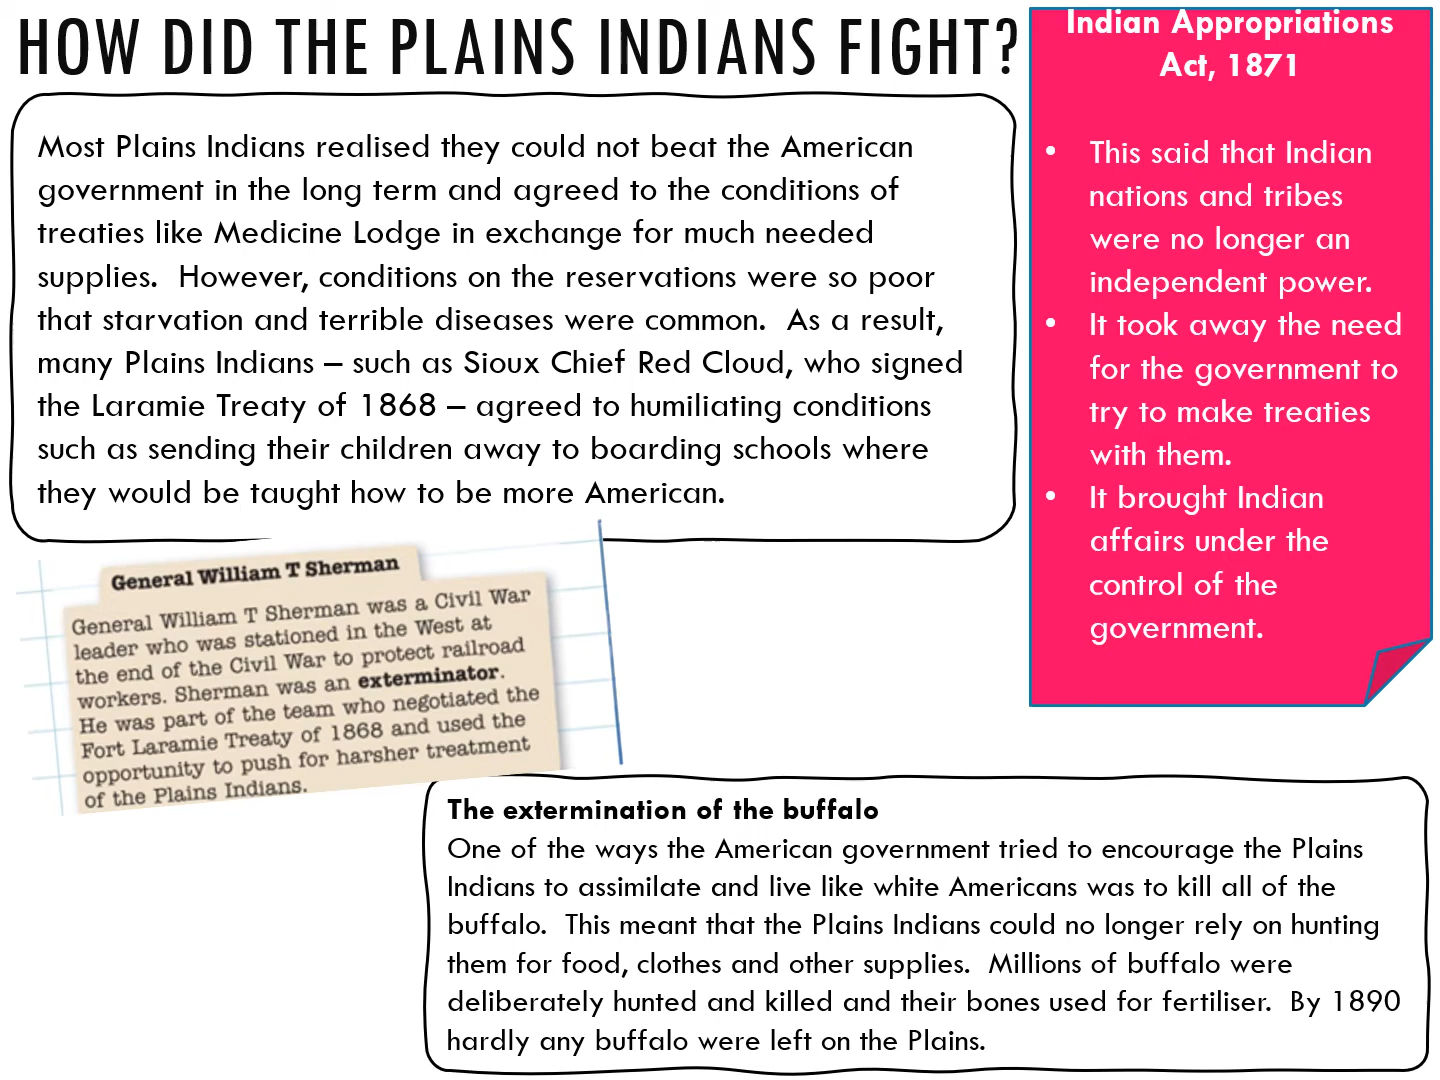 HOW DID THE PLAINS INDIANS FIGHT?
Most Plains Indians realised they could not beat the American
government in the long term and agreed to the conditions of
treaties like Medicine Lodge in exchange for much needed
supplies.  However, conditions on the reservations were so poor
that starvation and terrible diseases were common.  As a result,
many Plains Indians – such as Sioux Chief Red Cloud, who signed
the Laramie Treaty of 1868 – agreed to humiliating conditions
such as sending their children away to boarding schools where
they would be taught how to be more American.
Indian Appropriations
Act, 1871
• This said that Indian
nations and tribes
were no longer an
independent power.
• It took away the need
for the government to
try to make treaties
with them.
• It brought Indian
affairs under the
control of the
government.
General William T Sherman
General William T Sherman was a Civil War
leader who was stationed in the West at
the end of the Civil War to protect railroad
workers. Sherman was an exterminator.
He was part of the team who negotiated the
Fort Laramie Treaty of 1868 and used the
opportunity to push for harsher treatment
of the Plains Indians.
The extermination of the buffalo
One of the ways the American government tried to encourage the Plains
Indians to assimilate and live like white Americans was to kill all of the
buffalo.  This meant that the Plains Indians could no longer rely on hunting
them for food, clothes and other supplies.  Millions of buffalo were
deliberately hunted and killed and their bones used for fertiliser.  By 1890
hardly any buffalo were left on the Plains.